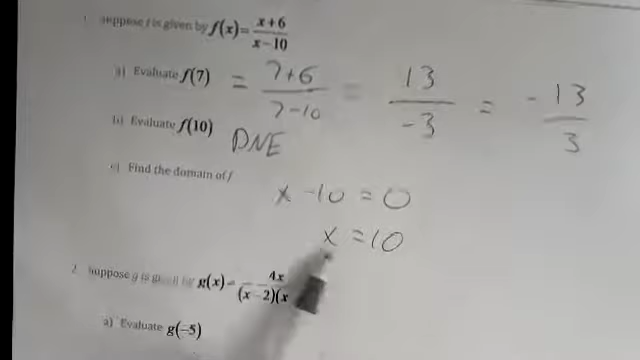 1. Suppose f is given by f(x)= x+6 / x−10
a) Evaluate f(7) = 7+6 / 7-10 = 13 / -3 = - 13 / 3
b) Evaluate f(10) DNE
c) Find the domain of f
x - 10 = 0
x = 10
2. Suppose g is given by g(x)= 4x / (x−2)(x
a) Evaluate g(−5)